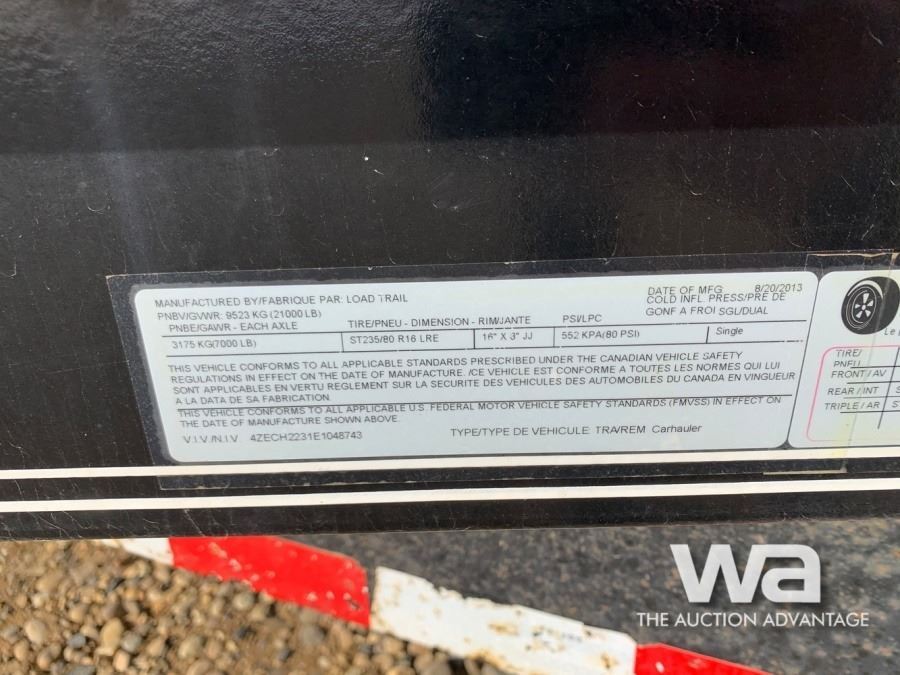 MANUFACTURED BY/FABRIQUE PAR: LOAD TRAIL
DATE OF MFG 8/20/2013
PNBV/GVWR: 9523 KG (21000 LB)
COLD INFL. PRESS/PRE DE
PNBE/GAWR - EACH AXLE TIRE/PNEU - DIMENSION - RIM/JANTE PSI/LPC GONF A FROI SGL/DUAL
3175 KG(7000 LB) ST235/80 R16 LRE 16" X 3" JJ 552 KPA(80 PSI) Single
THIS VEHICLE CONFORMS TO ALL APPLICABLE STANDARDS PRESCRIBED UNDER THE CANADIAN VEHICLE SAFETY
REGULATIONS IN EFFECT ON THE DATE OF MANUFACTURE. /CE VEHICLE EST CONFORME A TOUTES LES NORMES QUI LUI
SONT APPLICABLES EN VERTU REGLEMENT SUR LA SECURITE DES VEHICULES DES AUTOMOBILES DU CANADA EN VINGUEUR
A LA DATA DE SA FABRICATION.
THIS VEHICLE CONFORMS TO ALL APPLICABLE U.S. FEDERAL MOTOR VEHICLE SAFETY STANDARDS (FMVSS) IN EFFECT ON
THE DATE OF MANUFACTURE SHOWN ABOVE.
V.I.V./N.I.V. 4ZECH2231E1048743 TYPE/TYPE DE VEHICULE: TRA/REM Carhauler
Le
TIRE/
PNEU
FRONT / AV
REAR / INT S
TRIPLE / AR S
wa
THE AUCTION ADVANTAGE